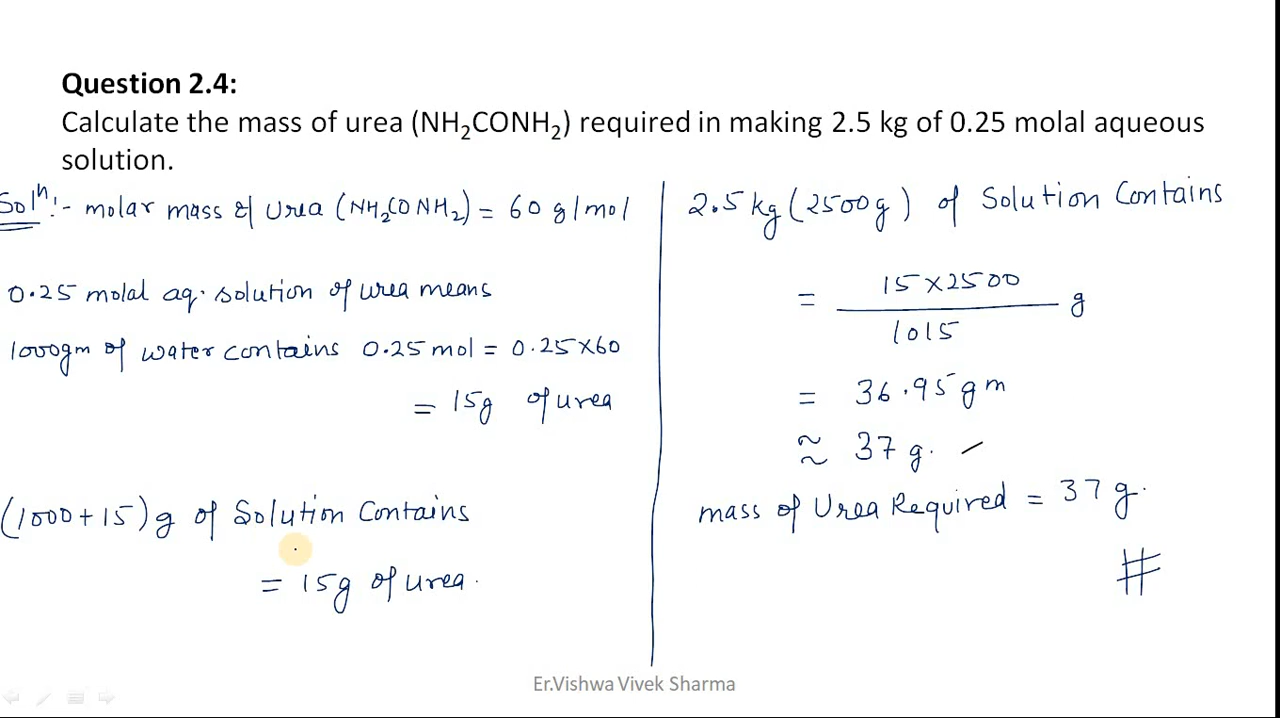 Question 2.4:
Calculate the mass of urea (NH₂CONH₂) required in making 2.5 kg of 0.25 molal aqueous
solution.
Solⁿ:- molar mass of Urea (NH₂CONH₂) = 60 g/mol
0.25 molal aq. solution of urea means
1000gm of water contains 0.25 mol = 0.25×60
= 15g of urea
(1000+15)g of Solution Contains
= 15g of urea.
2.5 kg (2500g) of Solution Contains
= 15×2500 / 1015 g
= 36.95 gm
≈ 37 g.
mass of Urea Required = 37 g.
#
Er.Vishwa Vivek Sharma